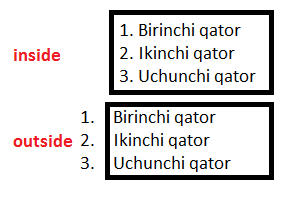 inside
1. Birinchi qator
2. Ikinchi qator
3. Uchunchi qator
outside
1. Birinchi qator
2. Ikinchi qator
3. Uchunchi qator